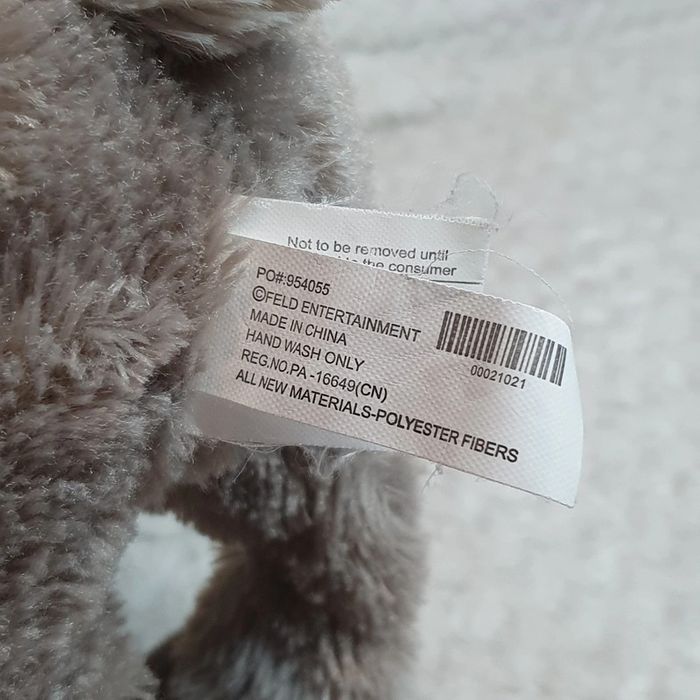 Not to be removed until
the consumer
PO#:954055
©FELD ENTERTAINMENT
MADE IN CHINA
HAND WASH ONLY
REG.NO.PA -16649(CN)
ALL NEW MATERIALS-POLYESTER FIBERS
00021021